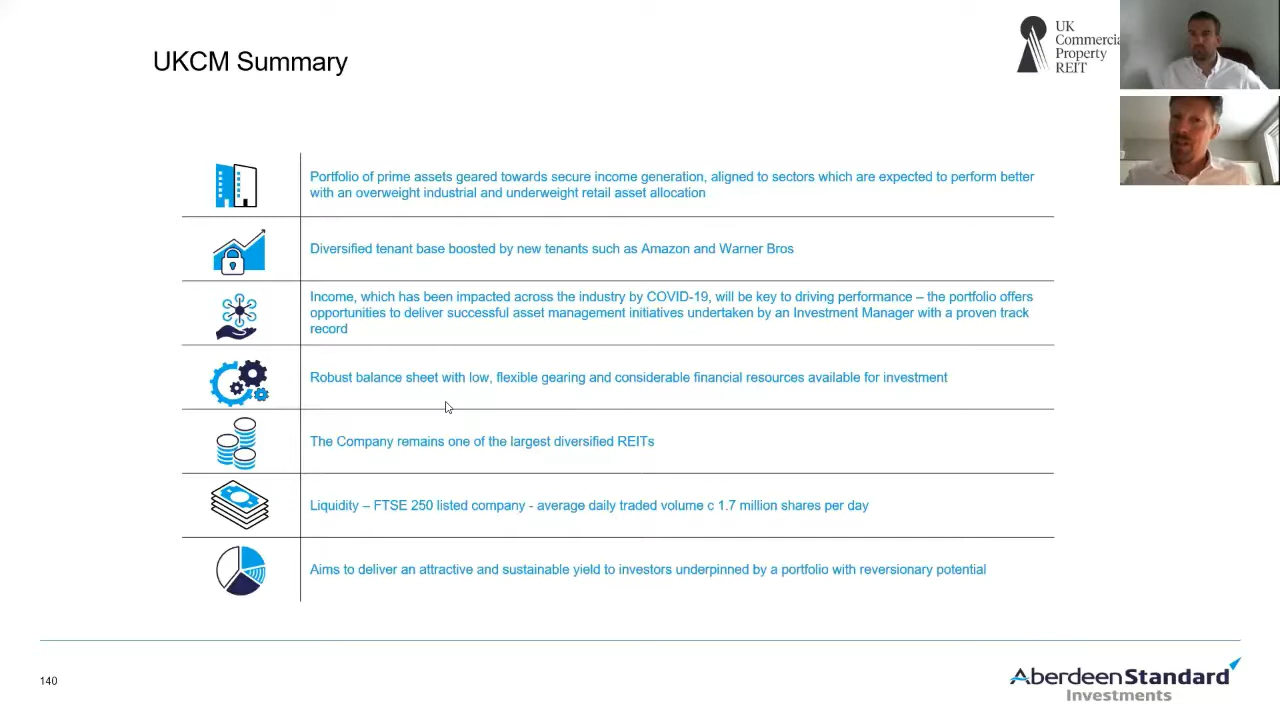 UKCM Summary
UK
Commercia
Property
REIT
Portfolio of prime assets geared towards secure income generation, aligned to sectors which are expected to perform better
with an overweight industrial and underweight retail asset allocation
Diversified tenant base boosted by new tenants such as Amazon and Warner Bros
Income, which has been impacted across the industry by COVID-19, will be key to driving performance – the portfolio offers
opportunities to deliver successful asset management initiatives undertaken by an Investment Manager with a proven track
record
Robust balance sheet with low, flexible gearing and considerable financial resources available for investment
The Company remains one of the largest diversified REITs
Liquidity – FTSE 250 listed company - average daily traded volume c 1.7 million shares per day
Aims to deliver an attractive and sustainable yield to investors underpinned by a portfolio with reversionary potential
140
AberdeenStandard
Investments